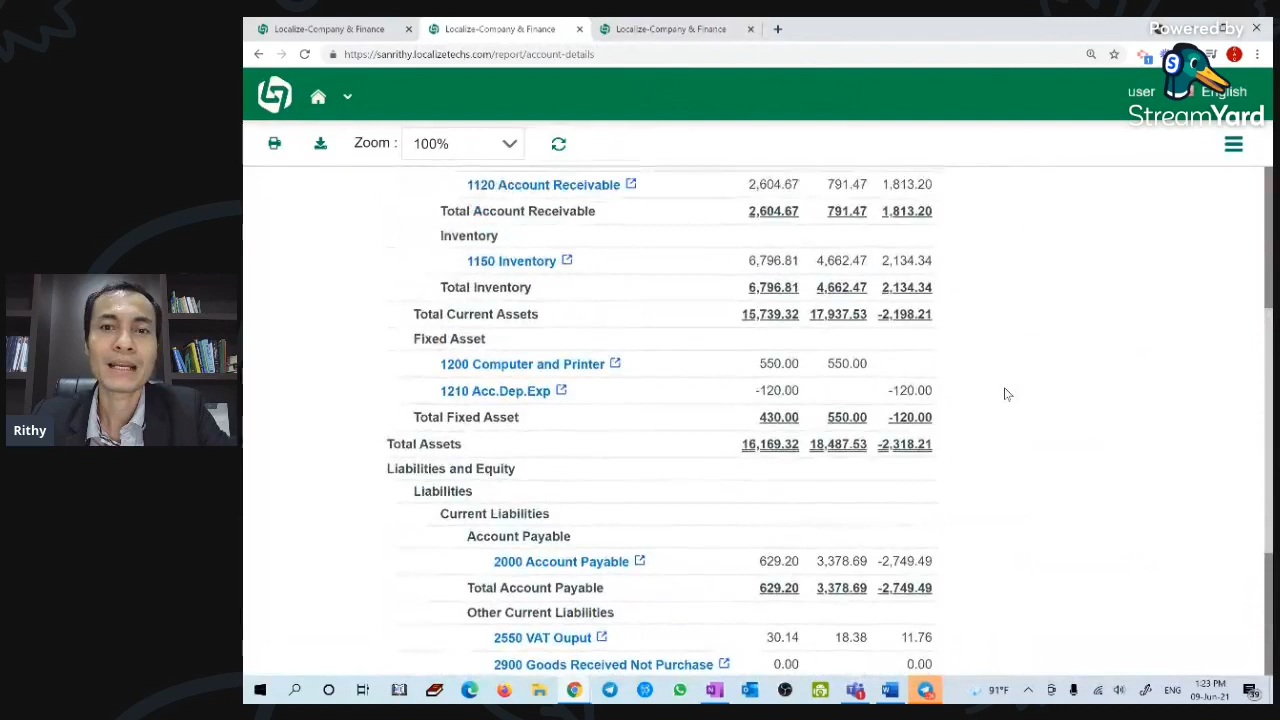 Localize-Company & Finance
Localize-Company & Finance
Localize-Company & Finance
Powered by
https://sanrithy.localizetechs.com/report/account-details
user English
StreamYard
Zoom : 100%
1120 Account Receivable 2,604.67 791.47 1,813.20
Total Account Receivable 2,604.67 791.47 1,813.20
Inventory
1150 Inventory 6,796.81 4,662.47 2,134.34
Total Inventory 6,796.81 4,662.47 2,134.34
Total Current Assets 15,739.32 17,937.53 -2,198.21
Fixed Asset
1200 Computer and Printer 550.00 550.00
1210 Acc.Dep.Exp -120.00 -120.00
Total Fixed Asset 430.00 550.00 -120.00
Rithy
Total Assets 16,169.32 18,487.53 -2,318.21
Liabilities and Equity
Liabilities
Current Liabilities
Account Payable
2000 Account Payable 629.20 3,378.69 -2,749.49
Total Account Payable 629.20 3,378.69 -2,749.49
Other Current Liabilities
2550 VAT Ouput 30.14 18.38 11.76
2900 Goods Received Not Purchase 0.00 0.00
91°F ENG 1:23 PM
09-Jun-21